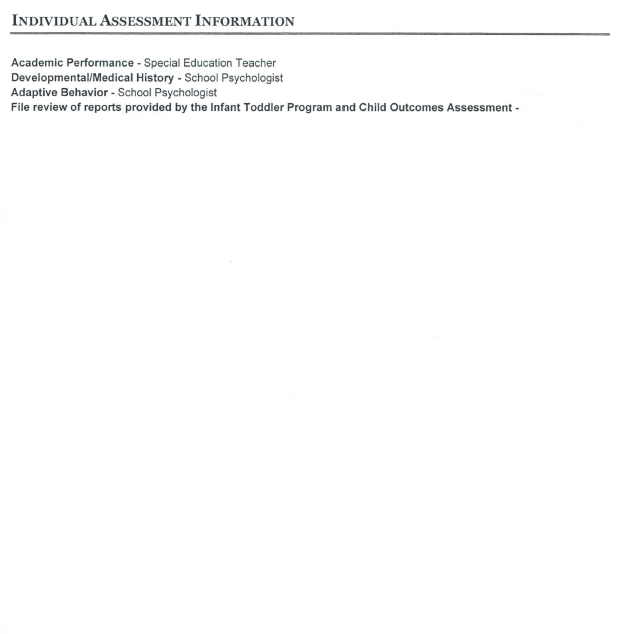 INDIVIDUAL ASSESSMENT INFORMATION
Academic Performance - Special Education Teacher
Developmental/Medical History - School Psychologist
Adaptive Behavior - School Psychologist
File review of reports provided by the Infant Toddler Program and Child Outcomes Assessment -